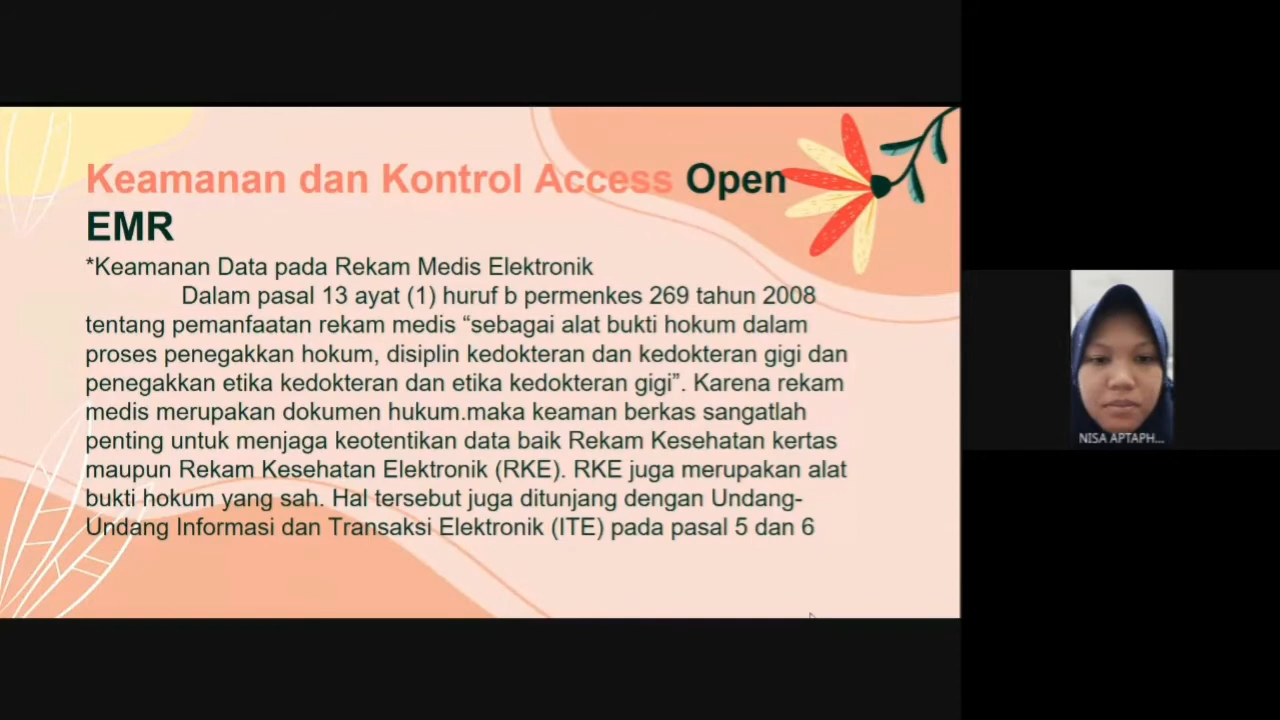 Keamanan dan Kontrol Access Open
EMR
*Keamanan Data pada Rekam Medis Elektronik
Dalam pasal 13 ayat (1) huruf b permenkes 269 tahun 2008
tentang pemanfaatan rekam medis “sebagai alat bukti hokum dalam
proses penegakkan hokum, disiplin kedokteran dan kedokteran gigi dan
penegakkan etika kedokteran dan etika kedokteran gigi”. Karena rekam
medis merupakan dokumen hukum.maka keaman berkas sangatlah
penting untuk menjaga keotentikan data baik Rekam Kesehatan kertas
maupun Rekam Kesehatan Elektronik (RKE). RKE juga merupakan alat
bukti hokum yang sah. Hal tersebut juga ditunjang dengan Undang-
Undang Informasi dan Transaksi Elektronik (ITE) pada pasal 5 dan 6
NISA APTAPH...